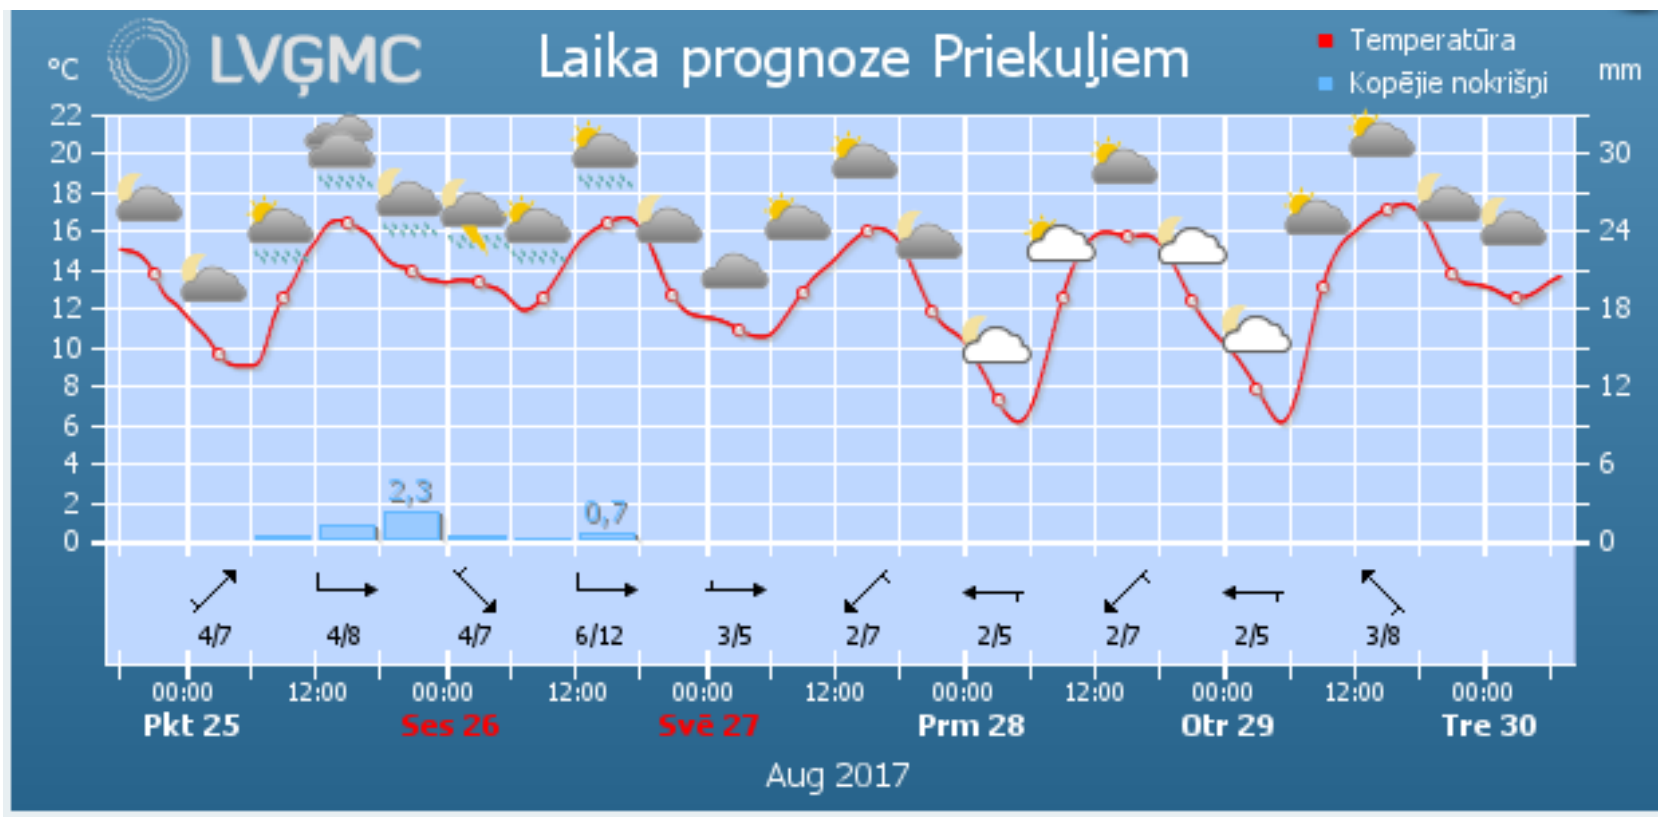 LVĢMC
Laika prognoze Priekuļiem
Temperatūra
Kopējie nokrišņi
°C
mm
22
20
18
16
14
12
10
8
6
4
2
0
30
24
18
12
6
0
2,3
0,7
4/7 4/8 4/7 6/12 3/5 2/7 2/5 2/7 2/5 3/8
00:00 12:00 00:00 12:00 00:00 12:00 00:00 12:00 00:00 12:00 00:00
Pkt 25 Ses 26 Svē 27 Prm 28 Otr 29 Tre 30
Aug 2017